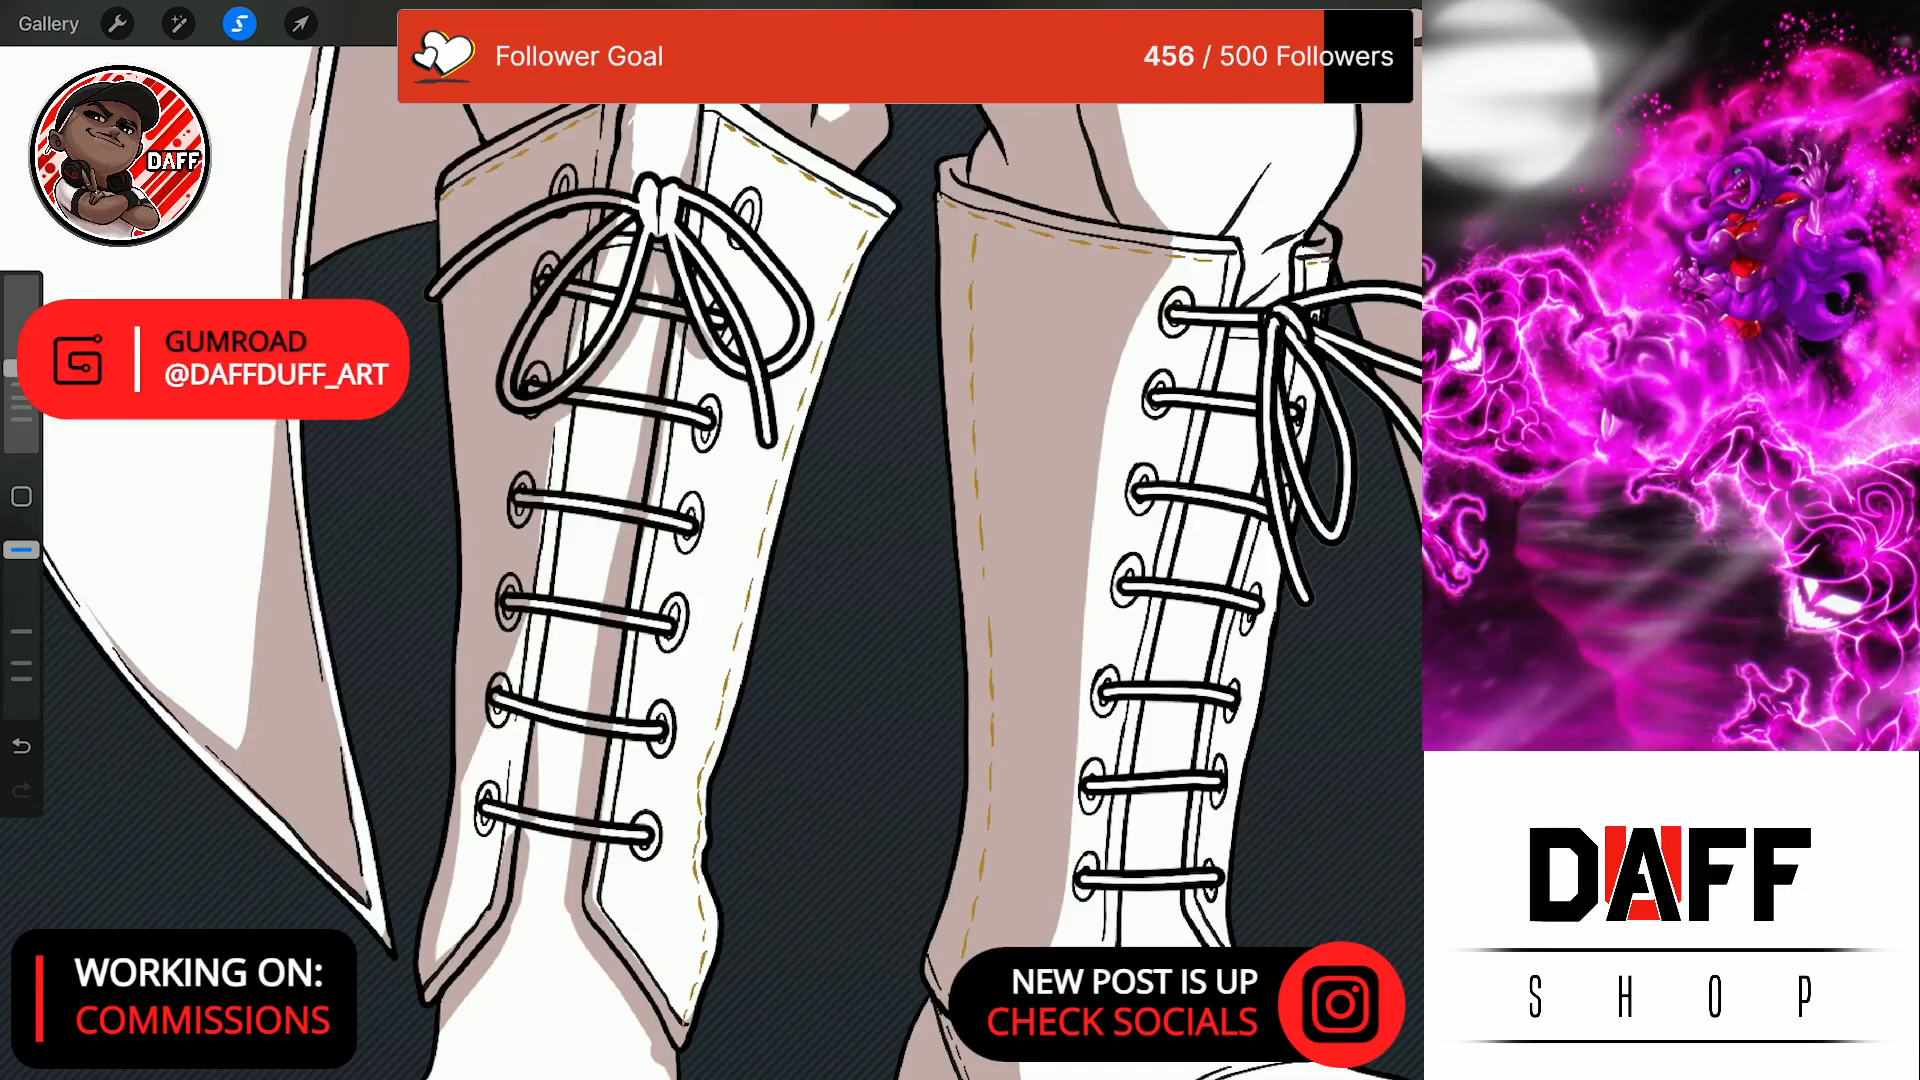 Gallery
Follower Goal
456 / 500 Followers
DAFF
GUMROAD
@DAFFDUFF_ART
WORKING ON:
COMMISSIONS
NEW POST IS UP
CHECK SOCIALS
DAFF
SHOP